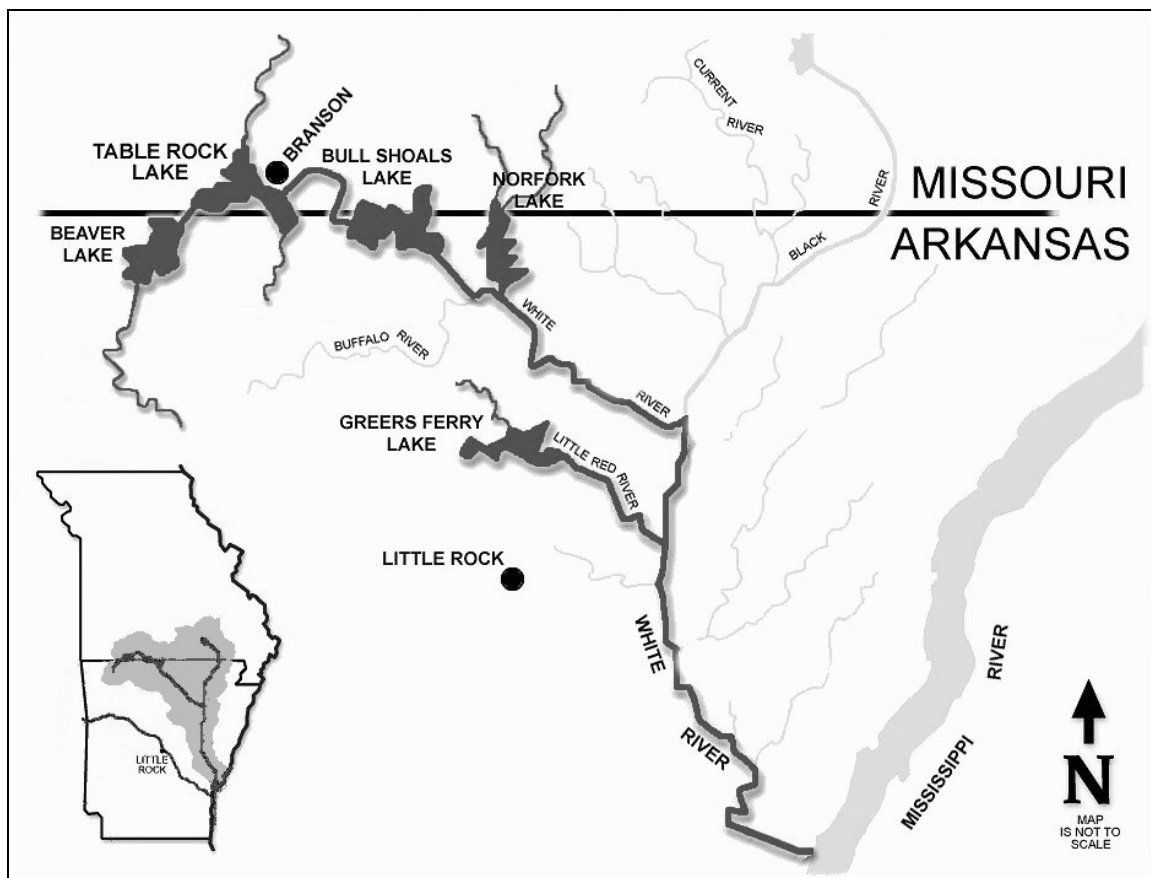 CURRENT
RIVER
BRANSON
TABLE ROCK
LAKE
BULL SHOALS
LAKE
NORFORK
LAKE
RIVER
MISSOURI
ARKANSAS
BEAVER
LAKE
BLACK
WHITE
BUFFALO
RIVER
RIVER
GREERS FERRY
LAKE
LITTLE RED
RIVER
LITTLE ROCK
WHITE
RIVER
MISSISSIPPI
RIVER
LITTLE
ROCK
N
MAP
IS NOT TO
SCALE